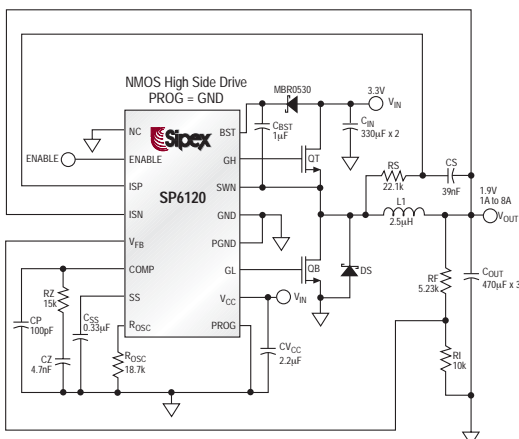 NMOS High Side Drive
PROG = GND
MBR0530
3.3V
VIN
CIN
330µF x 2
CBST
1µF
NC
Sipex
BST
ENABLE
ENABLE
GH
QT
ISP
SP6120
SWN
RS
22.1k
CS
39nF
ISN
GND
L1
2.5µH
1.9V
1A to 8A
VOUT
VFB
PGND
COMP
GL
QB
DS
RF
5.23k
COUT
470µF x 3
RZ
15k
SS
VCC
VIN
CP
100pF
CSS
0.33µF
ROSC
PROG
CZ
4.7nF
ROSC
18.7k
CVCC
2.2µF
RI
10k